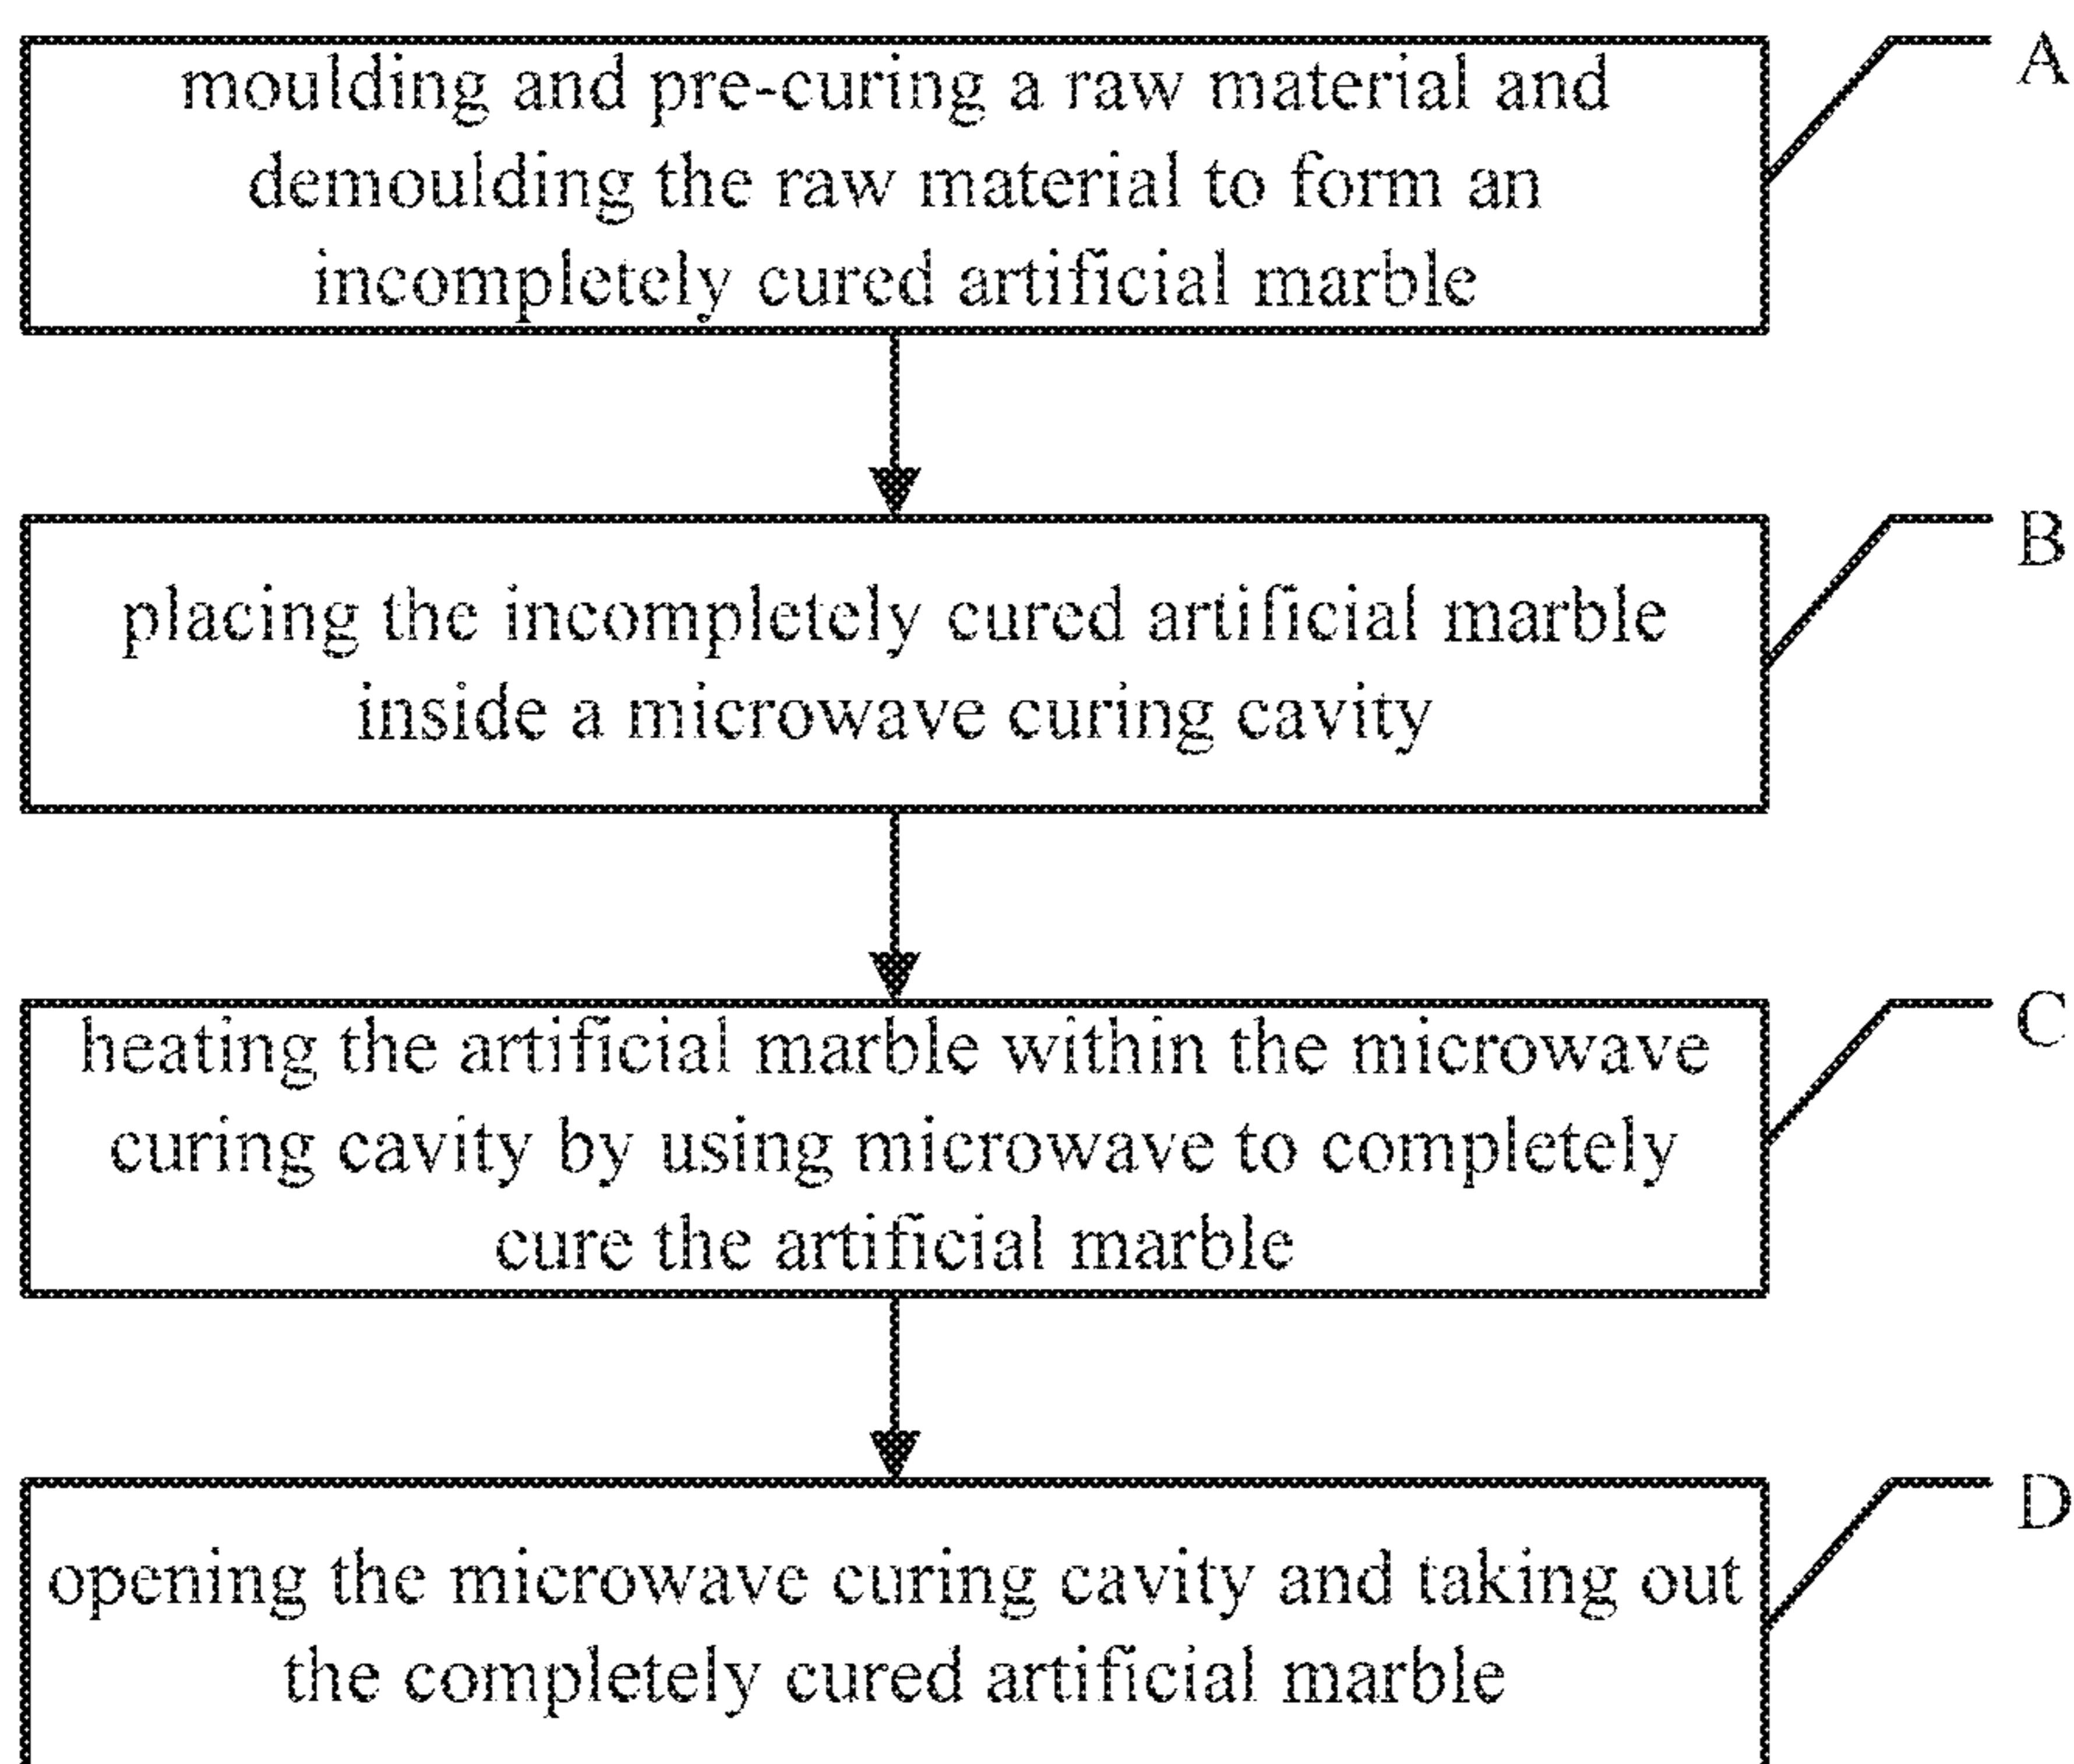 moulding and pre-curing a raw material and
demoulding the raw material to form an
incompletely cured artificial marble
A
placing the incompletely cured artificial marble
inside a microwave curing cavity
B
heating the artificial marble within the microwave
curing cavity by using microwave to completely
cure the artificial marble
C
opening the microwave curing cavity and taking out
the completely cured artificial marble
D